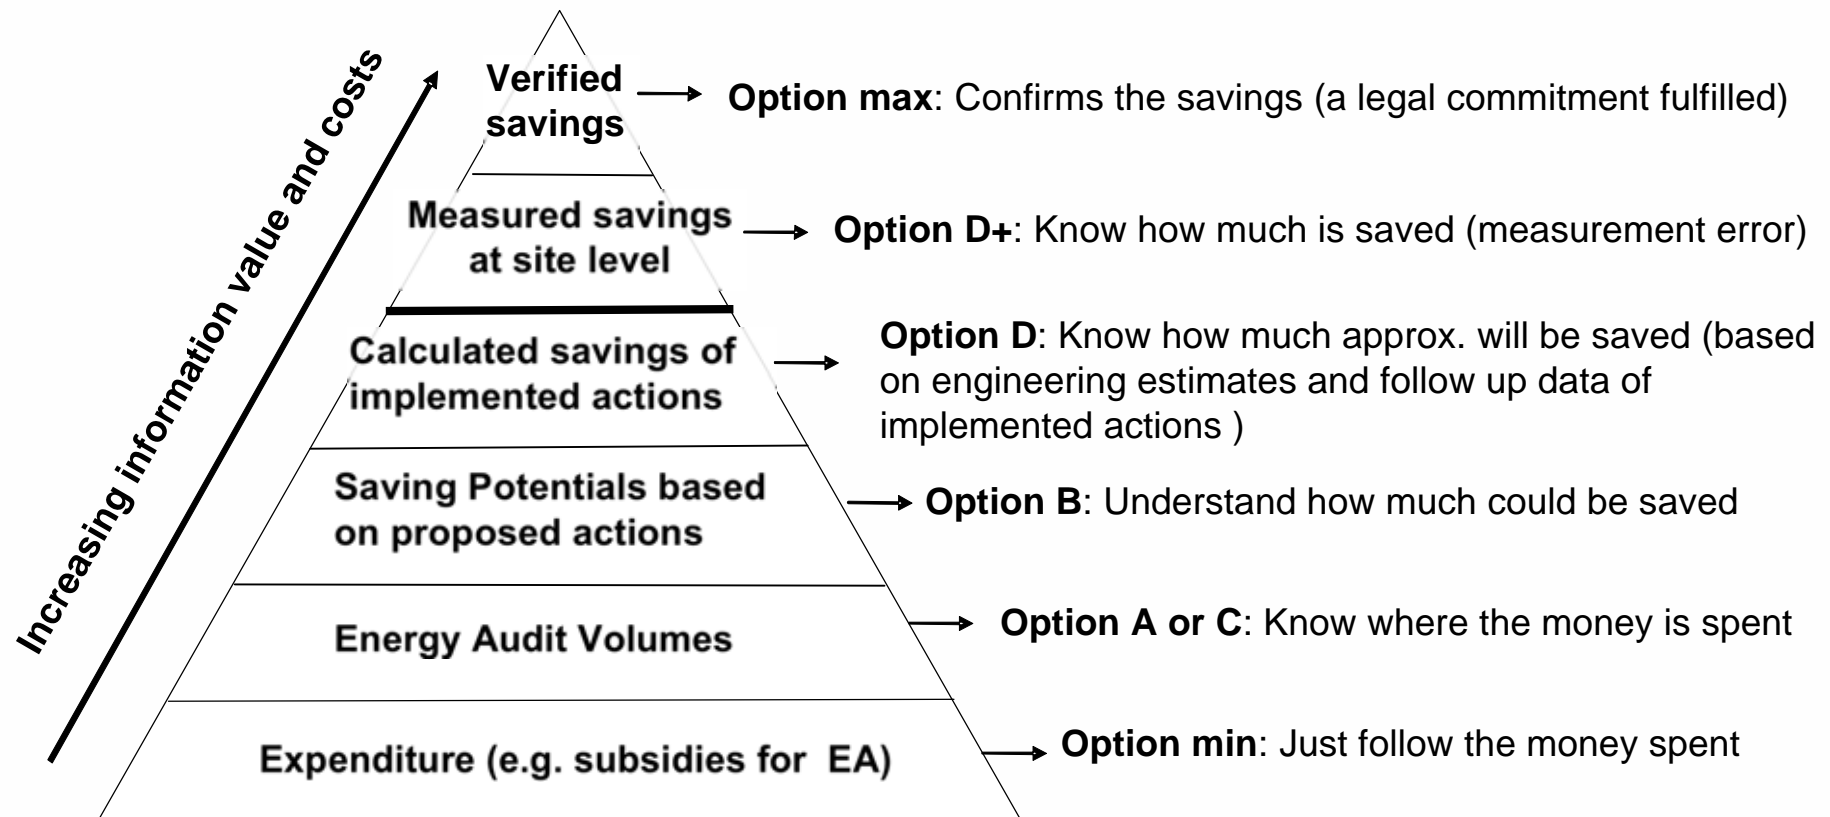 Increasing information value and costs
Verified
savings
Option max: Confirms the savings (a legal commitment fulfilled)
Measured savings
at site level
Option D+: Know how much is saved (measurement error)
Calculated savings of
implemented actions
Option D: Know how much approx. will be saved (based
on engineering estimates and follow up data of
implemented actions )
Saving Potentials based
on proposed actions
Option B: Understand how much could be saved
Energy Audit Volumes
Option A or C: Know where the money is spent
Expenditure (e.g. subsidies for EA)
Option min: Just follow the money spent